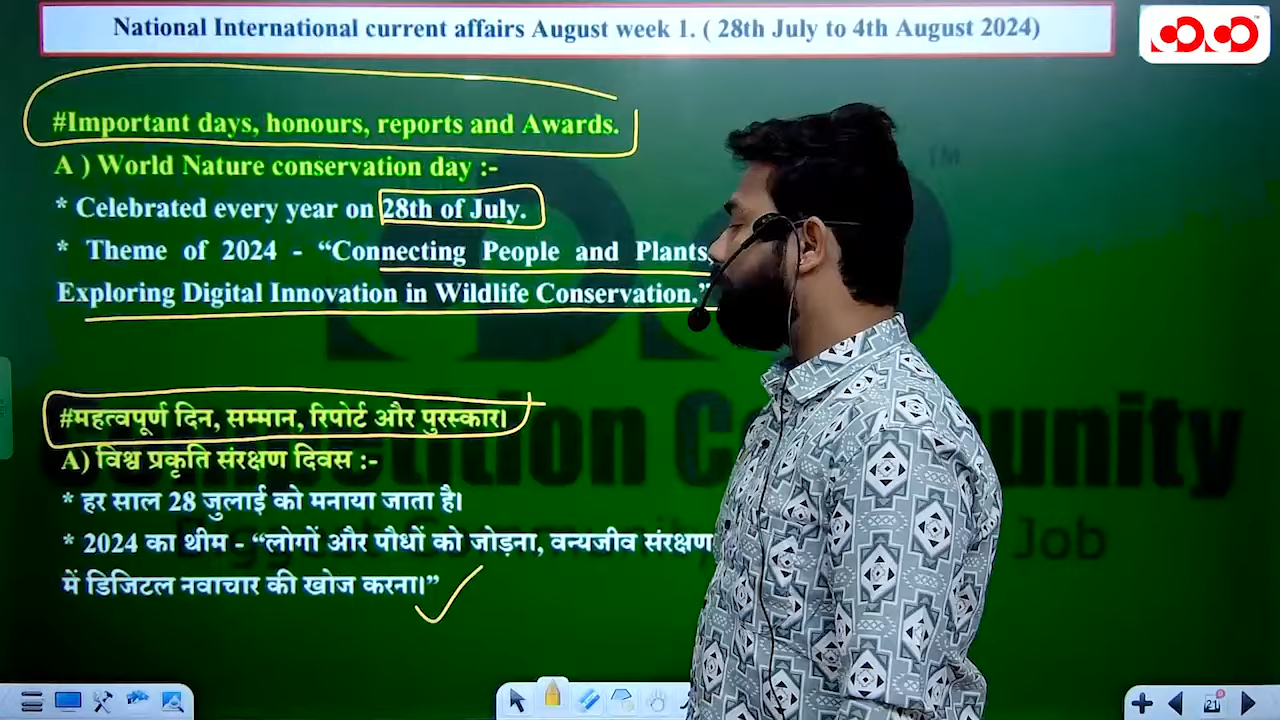 National International current affairs August week 1. ( 28th July to 4th August 2024)
#Important days, honours, reports and Awards.
A ) World Nature conservation day :-
* Celebrated every year on 28th of July.
* Theme of 2024 - “Connecting People and Plants,
Exploring Digital Innovation in Wildlife Conservation.”
#महत्वपूर्ण दिन, सम्मान, रिपोर्ट और पुरस्कार।
A) विश्व प्रकृति संरक्षण दिवस :-
* हर साल 28 जुलाई को मनाया जाता है।
* 2024 का थीम - “लोगों और पौधों को जोड़ना, वन्यजीव संरक्षण
में डिजिटल नवाचार की खोज करना।”
TM
Job
21